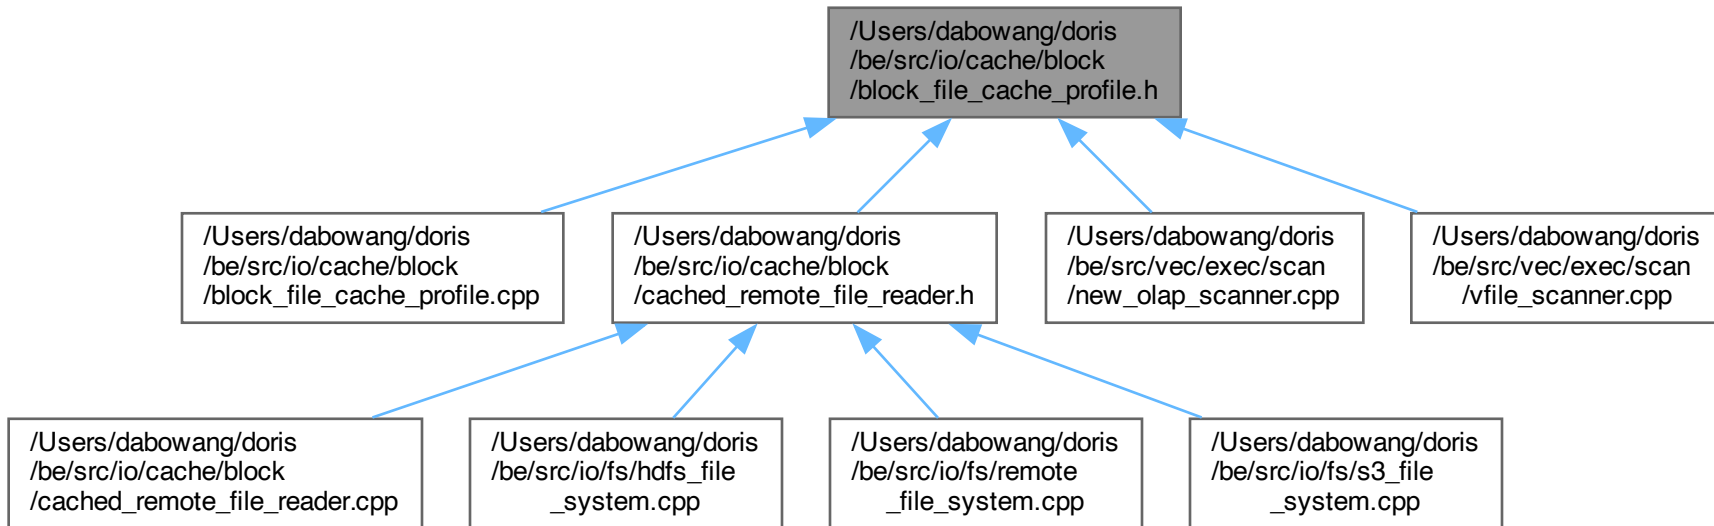 /Users/dabowang/doris
/be/src/io/cache/block
/block_file_cache_profile.h
/Users/dabowang/doris
/be/src/io/cache/block
/block_file_cache_profile.cpp
/Users/dabowang/doris
/be/src/io/cache/block
/cached_remote_file_reader.h
/Users/dabowang/doris
/be/src/vec/exec/scan
/new_olap_scanner.cpp
/Users/dabowang/doris
/be/src/vec/exec/scan
/vfile_scanner.cpp
/Users/dabowang/doris
/be/src/io/cache/block
/cached_remote_file_reader.cpp
/Users/dabowang/doris
/be/src/io/fs/hdfs_file
_system.cpp
/Users/dabowang/doris
/be/src/io/fs/remote
_file_system.cpp
/Users/dabowang/doris
/be/src/io/fs/s3_file
_system.cpp